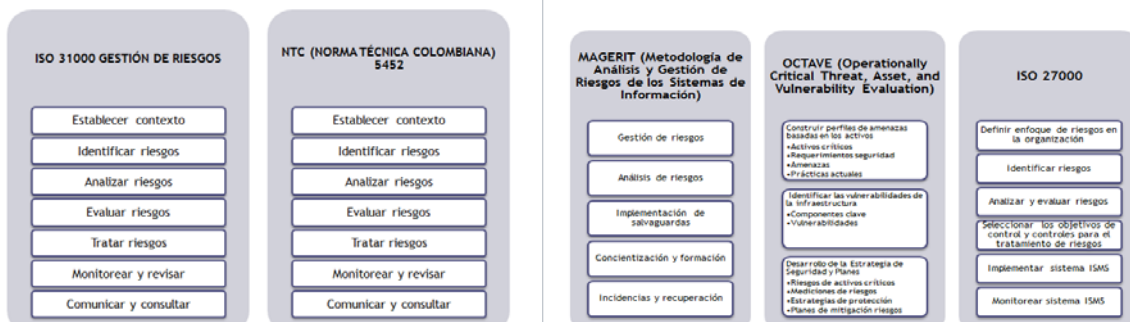 ISO 31000 GESTIÓN DE RIESGOS
Establecer contexto
Identificar riesgos
Analizar riesgos
Evaluar riesgos
Tratar riesgos
Monitorear y revisar
Comunicar y consultar
NTC (NORMA TÉCNICA COLOMBIANA)
5452
Establecer contexto
Identificar riesgos
Analizar riesgos
Evaluar riesgos
Tratar riesgos
Monitorear y revisar
Comunicar y consultar
MAGERIT (Metodología de
Análisis y Gestión de
Riesgos de los Sistemas de
Información)
Gestión de riesgos
Análisis de riesgos
Implementación de
salvaguardas
Concientización y formación
Incidencias y recuperación
OCTAVE (Operationally
Critical Threat, Asset, and
Vulnerability Evaluation)
Construir perfiles de amenazas
basadas en los activos
•Activos críticos
•Requerimientos seguridad
•Amenazas
•Prácticas actuales
Identificar las vulnerabilidades de
la infraestructura
•Componentes clave
•Vulnerabilidades
Desarrollo de la Estrategia de
Seguridad y Planes
•Riesgos de activos críticos
•Mediciones de riesgos
•Estrategias de protección
•Planes de mitigación riesgos
ISO 27000
Definir enfoque de riesgos en
la organización
Identificar riesgos
Analizar y evaluar riesgos
Seleccionar los objetivos de
control y controles para el
tratamiento de riesgos
Implementar sistema ISMS
Monitorear sistema ISMS